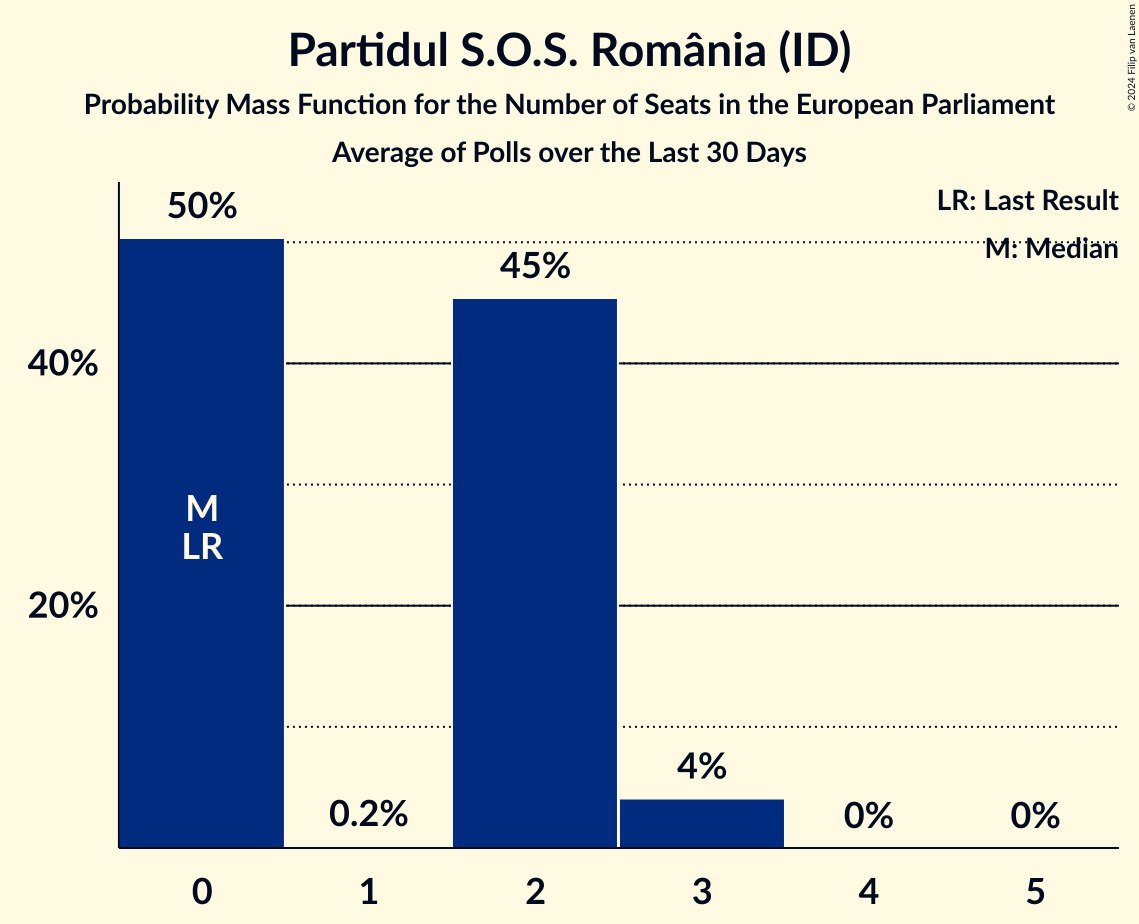 Partidul S.O.S. România (ID)
Probability Mass Function for the Number of Seats in the European Parliament
Average of Polls over the Last 30 Days
© 2024 Filip van Laenen
LR: Last Result
M: Median
50%
45%
40%
M
LR
20%
4%
0.2%
0%
0%
0
1
2
3
4
5